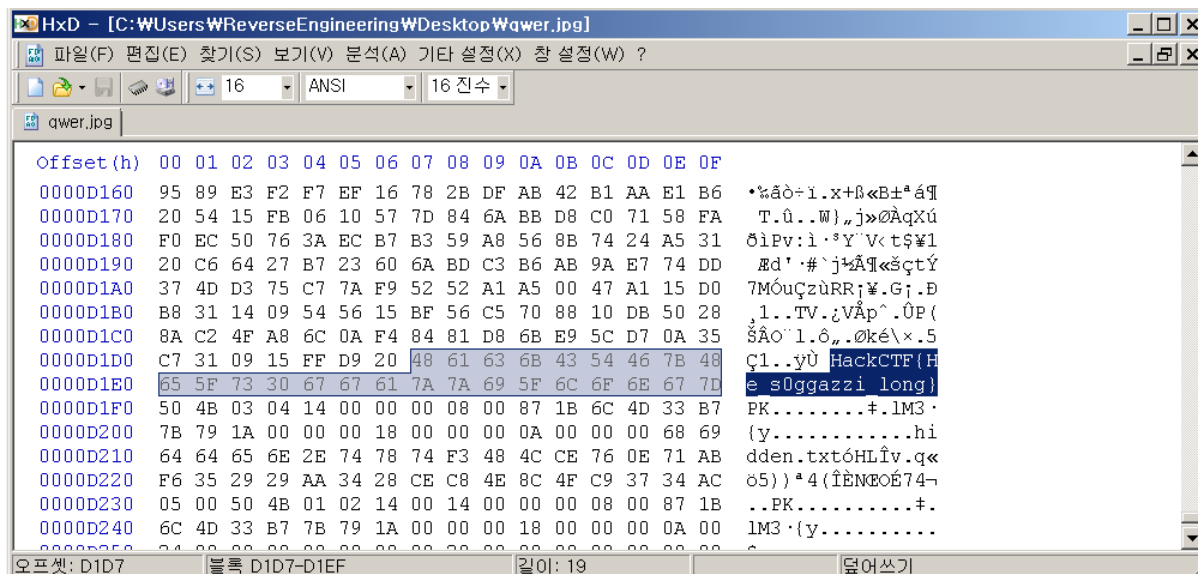 HxD - [C:₩Users₩ReverseEngineering₩Desktop₩qwer.jpg]
파일(F) 편집(E) 찾기(S) 보기(V) 분석(A) 기타 설정(X) 창 설정(W) ?
16 ANSI 16 진수
qwer.jpg
Offset(h) 00 01 02 03 04 05 06 07 08 09 0A 0B 0C 0D 0E 0F
0000D160 95 89 E3 F2 F7 EF 16 78 2B DF AB 42 B1 AA E1 B6 •‰ãò÷ï.x+ß«B±ªá¶
0000D170 20 54 15 FB 06 10 57 7D 84 6A BB D8 C0 71 58 FA T.û..W}„j»ØÀqXú
0000D180 F0 EC 50 76 3A EC B7 B3 59 A8 56 8B 74 24 A5 31 ðìPv:ì·³Y¨V‹t$¥1
0000D190 20 C6 64 27 B7 23 60 6A BD C3 B6 AB 9A E7 74 DD Æd'·#`j½Ã¶«šçtÝ
0000D1A0 37 4D D3 75 C7 7A F9 52 52 A1 A5 00 47 A1 15 D0 7MÓuÇzùRR¡¥.G¡.Ð
0000D1B0 B8 31 14 09 54 56 15 BF 56 C5 70 88 10 DB 50 28 ¸1..TV.¿VÅpˆ.ÛP(
0000D1C0 8A C2 4F A8 6C 0A F4 84 81 D8 6B E9 5C D7 0A 35 ŠÂO¨l.ô„.Øké\×.5
0000D1D0 C7 31 09 15 FF D9 20 48 61 63 6B 43 54 46 7B 48 Ç1..ÿÙ HackCTF{H
0000D1E0 65 5F 73 30 67 67 61 7A 7A 69 5F 6C 6F 6E 67 7D e_s0ggazzi_long}
0000D1F0 50 4B 03 04 14 00 00 00 08 00 87 1B 6C 4D 33 B7 PK........‡.lM3·
0000D200 7B 79 1A 00 00 00 18 00 00 00 0A 00 00 00 68 69 {y............hi
0000D210 64 64 65 6E 2E 74 78 74 F3 48 4C CE 76 0E 71 AB dden.txtóHLÎv.q«
0000D220 F6 35 29 29 AA 34 28 CE C8 4E 8C 4F C9 37 34 AC ö5))ª4(ÎÈNŒOÉ74¬
0000D230 05 00 50 4B 01 02 14 00 14 00 00 00 08 00 87 1B ..PK..........‡.
0000D240 6C 4D 33 B7 7B 79 1A 00 00 00 18 00 00 00 0A 00 lM3·{y..........
오프셋: D1D7 블록 D1D7-D1EF 길이: 19 덮어쓰기